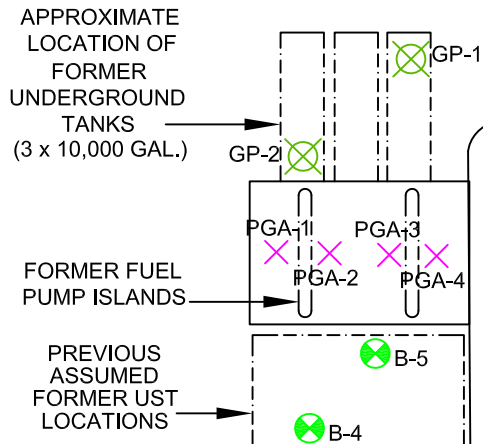 APPROXIMATE
LOCATION OF
FORMER
UNDERGROUND
TANKS
(3 x 10,000 GAL.)
GP-1
GP-2
PGA-1
PGA-3
PGA-2
PGA-4
FORMER FUEL
PUMP ISLANDS
PREVIOUS
ASSUMED
FORMER UST
LOCATIONS
B-5
B-4